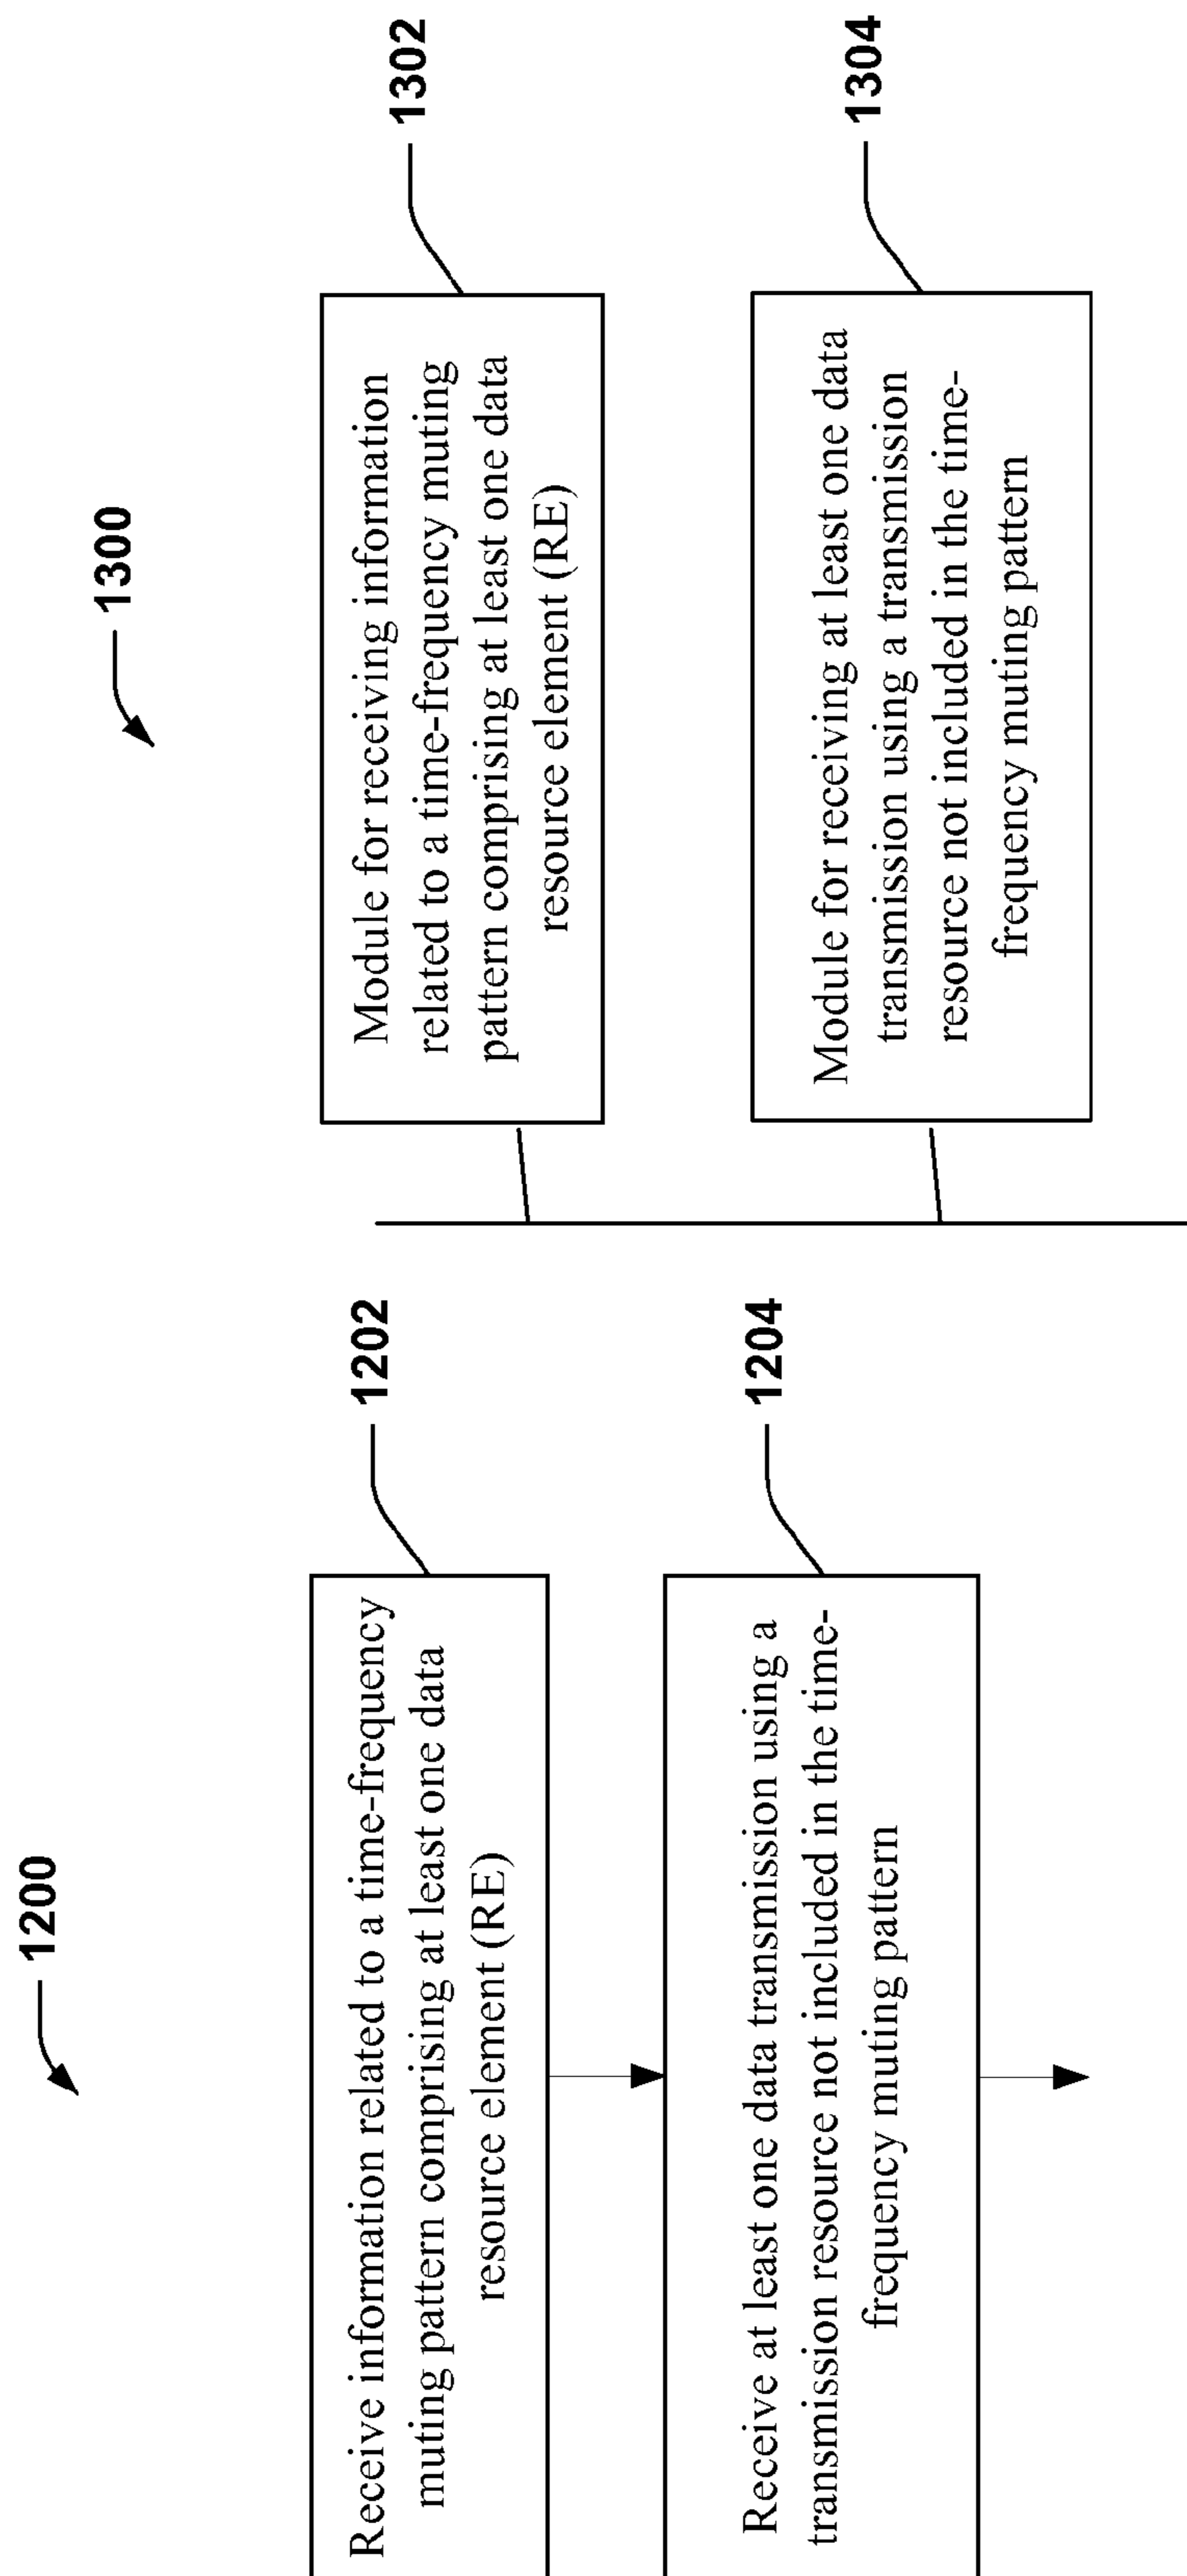 1200
1202
Receive information related to a time-frequency
muting pattern comprising at least one data
resource element (RE)
1204
Receive at least one data transmission using a
transmission resource not included in the time-
frequency muting pattern
1300
1302
Module for receiving information
related to a time-frequency muting
pattern comprising at least one data
resource element (RE)
1304
Module for receiving at least one data
transmission using a transmission
resource not included in the time-
frequency muting pattern